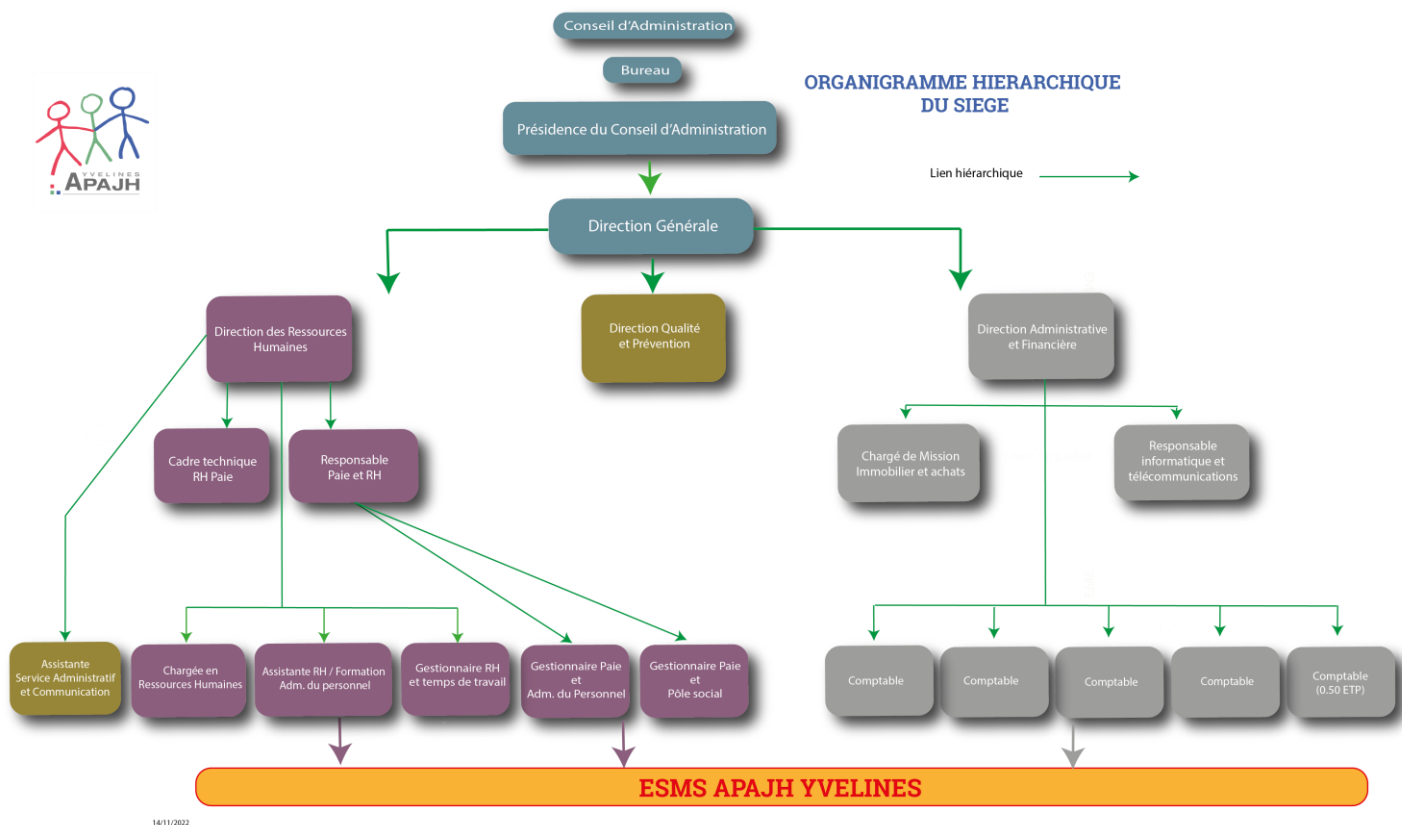 Conseil d'Administration
Bureau
ORGANIGRAMME HIERARCHIQUE
DU SIEGE
Présidence du Conseil d'Administration
YVELINES
APAJH
Lien hiérarchique
Direction Générale
Direction des Ressources
Humaines
Direction Qualité
et Prévention
Direction Administrative
et Financière
Cadre technique
RH Paie
Responsable
Paie et RH
Chargé de Mission
Immobilier et achats
Responsable
informatique et
télécommunications
Assistante
Service Administratif
et Communication
Chargée en
Ressources Humaines
Assistante RH / Formation
Adm. du personnel
Gestionnaire RH
et temps de travail
Gestionnaire Paie
et
Adm. du Personnel
Gestionnaire Paie
et
Pôle social
Comptable
Comptable
Comptable
Comptable
Comptable
(0.50 ETP)
ESMS APAJH YVELINES
14/11/2022